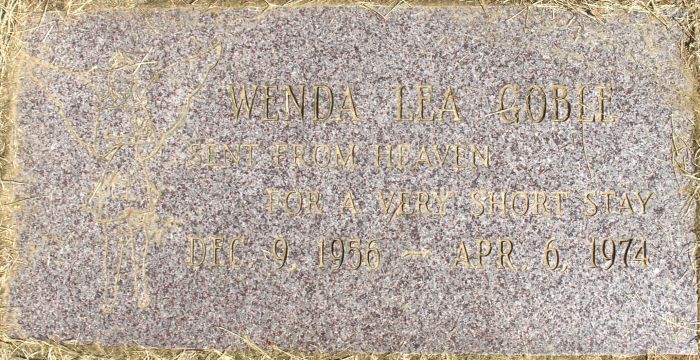 WENDA LEA GOBLE
SENT FROM HEAVEN
FOR A VERY SHORT STAY
DEC. 9, 1956 — APR. 6, 1974